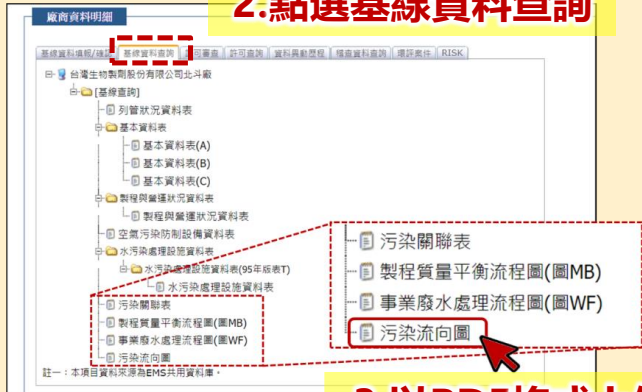 2.點選基線資料查詢
廠商資料明細
基線資料填報/確認 基線資料查詢 許可審查 許可查詢 資料異動歷程 稽查資料查詢 環評案件 RISK
台灣生物製劑股份有限公司北斗廠
[基線查詢]
列管狀況資料表
基本資料表
基本資料表(A)
基本資料表(B)
基本資料表(C)
製程與營運狀況資料表
製程與營運狀況資料表
空氣污染防制設備資料表
水污染處理設施資料表
水污染處理設施資料表(95年版表T)
水污染處理設施資料表
污染關聯表
製程質量平衡流程圖(圖MB)
事業廢水處理流程圖(圖WF)
污染流向圖
註一：本項目資料來源為EMS共用資料庫。
污染關聯表
製程質量平衡流程圖(圖MB)
事業廢水處理流程圖(圖WF)
污染流向圖